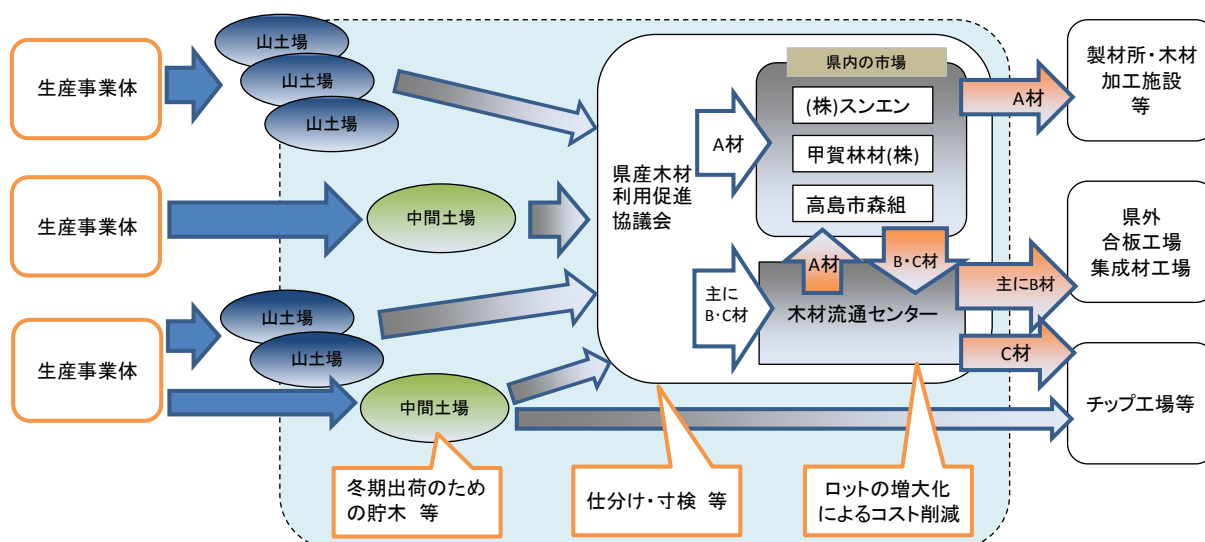 生産事業体
山土場
山土場
山土場
生産事業体
中間土場
生産事業体
山土場
山土場
中間土場
冬期出荷のため
の貯木 等
県産木材
利用促進
協議会
仕分け・寸検 等
A材
県内の市場
(株)スンエン
甲賀林材(株)
高島市森組
A材
B・C材
主に
B・C材
木材流通センター
ロットの増大化
によるコスト削減
A材
主にB材
C材
製材所・木材
加工施設
等
県外
合板工場
集成材工場
チップ工場等